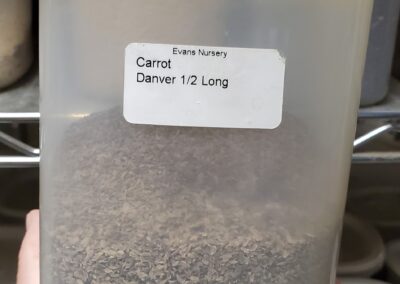 Evans Nursery
Carrot
Danver 1/2 Long